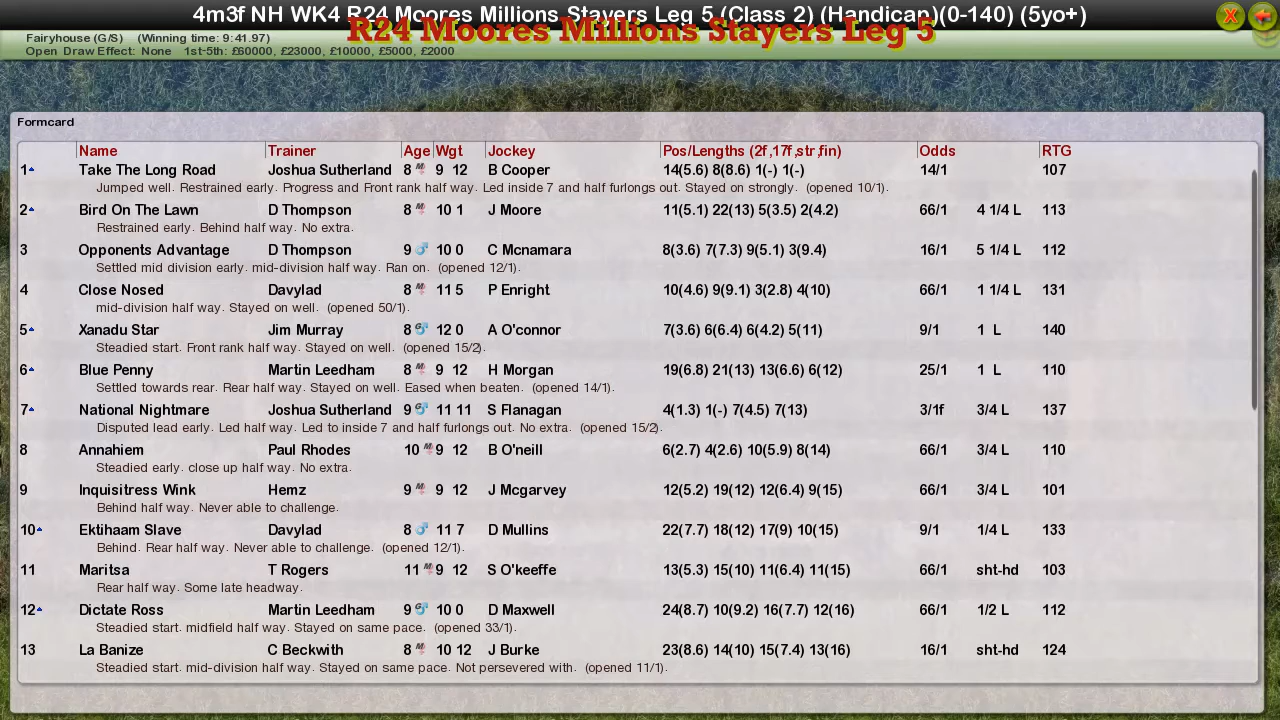 4m3f NH WK4 R24 Moores Millions Stayers Leg 5 (Class 2) (Handicap)(0-140) (5yo+)
R24 Moores Millions Stayers Leg 5
Fairyhouse (G/S) (Winning time: 9:41.97)
Open Draw Effect: None 1st-5th: £60000, £23000, £10000, £5000, £2000
Formcard
Name Trainer Age Wgt Jockey Pos/Lengths (2f,17f,str,fin) Odds RTG
1 Take The Long Road Joshua Sutherland 8 9 12 B Cooper 14(5.6) 8(8.6) 1(-) 1(-) 14/1 107
Jumped well. Restrained early. Progress and Front rank half way. Led inside 7 and half furlongs out. Stayed on strongly. (opened 10/1).
2 Bird On The Lawn D Thompson 8 10 1 J Moore 11(5.1) 22(13) 5(3.5) 2(4.2) 66/1 4 1/4 L 113
Restrained early. Behind half way. No extra.
3 Opponents Advantage D Thompson 9 10 0 C Mcnamara 8(3.6) 7(7.3) 9(5.1) 3(9.4) 16/1 5 1/4 L 112
Settled mid division early. mid-division half way. Ran on. (opened 12/1).
4 Close Nosed Davylad 8 11 5 P Enright 10(4.6) 9(9.1) 3(2.8) 4(10) 66/1 1 1/4 L 131
mid-division half way. Stayed on well. (opened 50/1).
5 Xanadu Star Jim Murray 8 12 0 A O'connor 7(3.6) 6(6.4) 6(4.2) 5(11) 9/1 1 L 140
Steadied start. Front rank half way. Stayed on well. (opened 15/2).
6 Blue Penny Martin Leedham 8 9 12 H Morgan 19(6.8) 21(13) 13(6.6) 6(12) 25/1 1 L 110
Settled towards rear. Rear half way. Stayed on well. Eased when beaten. (opened 14/1).
7 National Nightmare Joshua Sutherland 9 11 11 S Flanagan 4(1.3) 1(-) 7(4.5) 7(13) 3/1f 3/4 L 137
Disputed lead early. Led half way. Led to inside 7 and half furlongs out. No extra. (opened 15/2).
8 Annahiem Paul Rhodes 10 9 12 B O'neill 6(2.7) 4(2.6) 10(5.9) 8(14) 66/1 3/4 L 110
Steadied early. close up half way. No extra.
9 Inquisitress Wink Hemz 9 9 12 J Mcgarvey 12(5.2) 19(12) 12(6.4) 9(15) 66/1 3/4 L 101
Behind half way. Never able to challenge.
10 Ektihaam Slave Davylad 8 11 7 D Mullins 22(7.7) 18(12) 17(9) 10(15) 9/1 1/4 L 133
Behind. Rear half way. Never able to challenge. (opened 12/1).
11 Maritsa T Rogers 11 9 12 S O'keeffe 13(5.3) 15(10) 11(6.4) 11(15) 66/1 sht-hd 103
Rear half way. Some late headway.
12 Dictate Ross Martin Leedham 9 10 0 D Maxwell 24(8.7) 10(9.2) 16(7.7) 12(16) 66/1 1/2 L 112
Steadied start. midfield half way. Stayed on same pace. (opened 33/1).
13 La Banize C Beckwith 8 10 12 J Burke 23(8.6) 14(10) 15(7.4) 13(16) 16/1 sht-hd 124
Steadied start. mid-division half way. Stayed on same pace. Not persevered with. (opened 11/1).